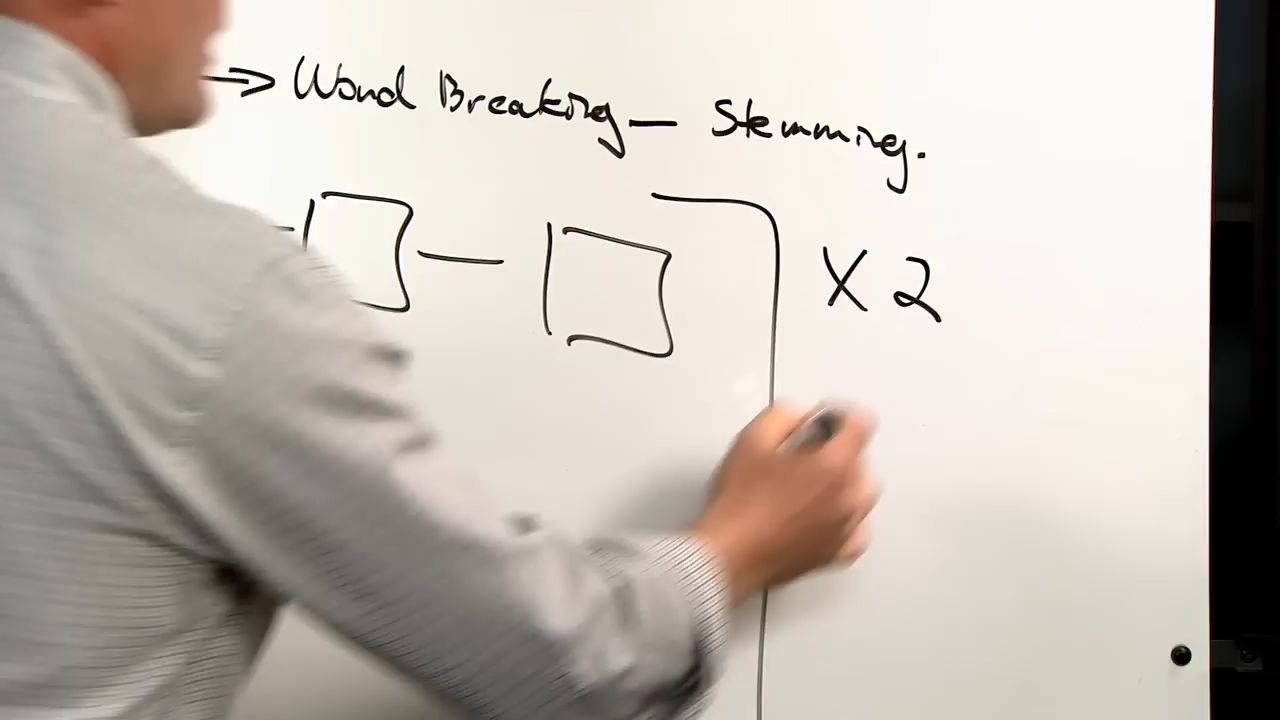 → Word Breaking — Stemming.
X 2